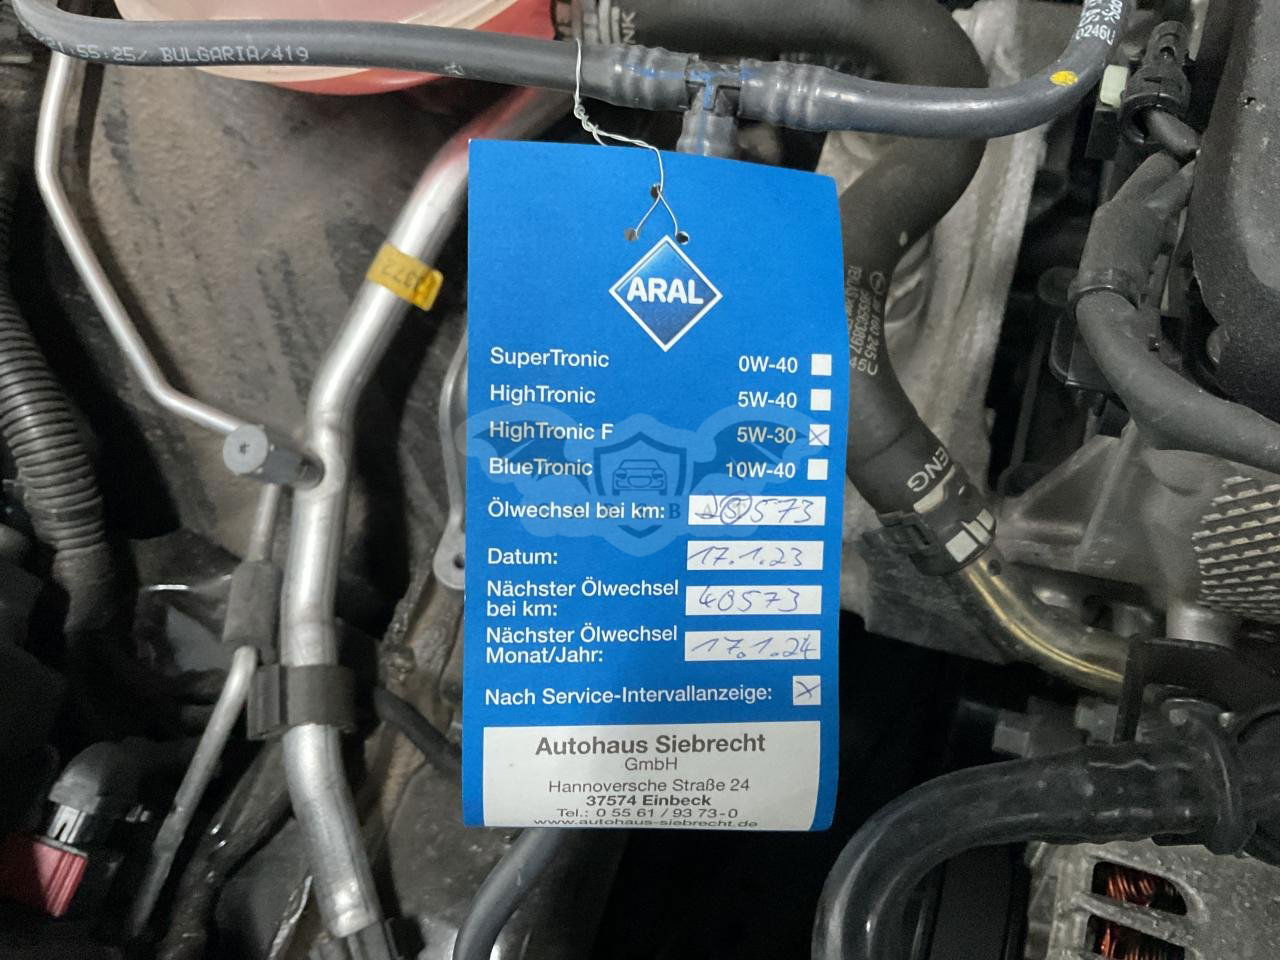 21:55:25/ BULGARIA/419
ARAL
SuperTronic 0W-40
HighTronic 5W-40
HighTronic F 5W-30
BlueTronic 10W-40
Ölwechsel bei km: 25573
Datum: 17.1.23
Nächster Ölwechsel
bei km: 40573
Nächster Ölwechsel
Monat/Jahr: 17.1.24
Nach Service-Intervallanzeige:
Autohaus Siebrecht
GmbH
Hannoversche Straße 24
37574 Einbeck
Tel.: 0 55 61 / 93 73-0
www.autohaus-siebrecht.de
ENG